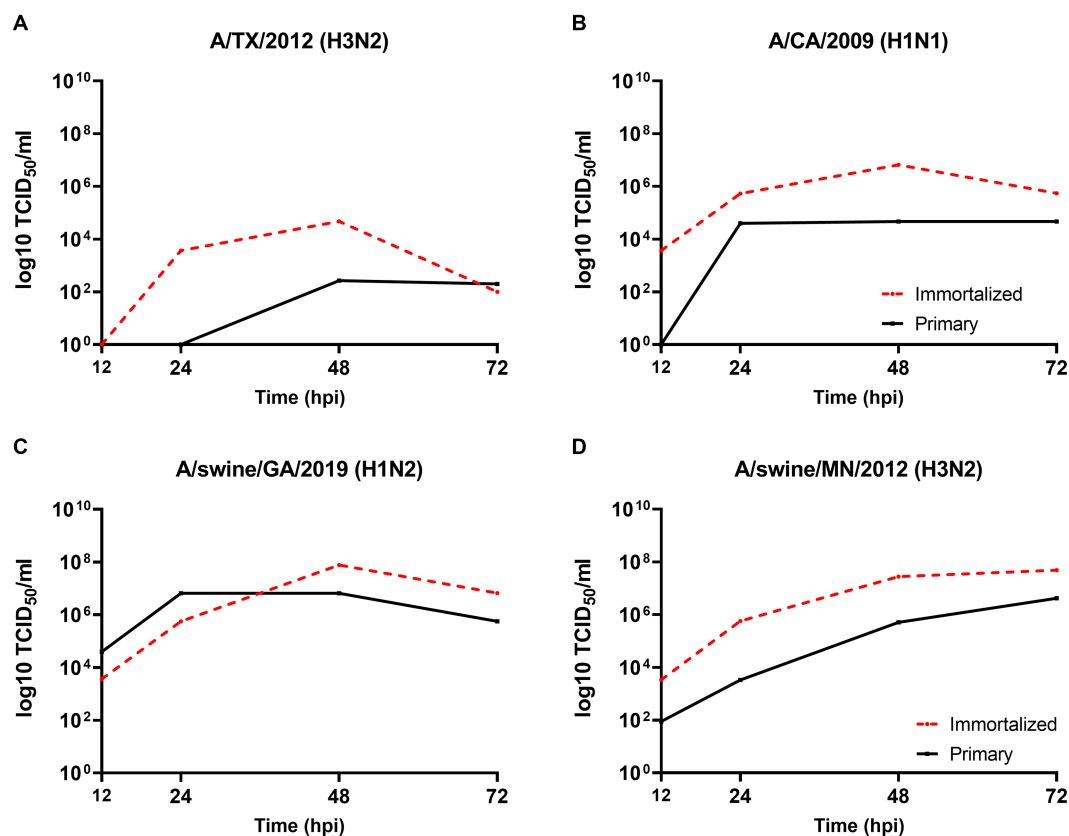 A
A/TX/2012 (H3N2)
log10 TCID50/ml
10^10
10^8
10^6
10^4
10^2
10^0
12
24
48
72
Time (hpi)
B
A/CA/2009 (H1N1)
log10 TCID50/ml
10^10
10^8
10^6
10^4
10^2
10^0
Immortalized
Primary
12
24
48
72
Time (hpi)
C
A/swine/GA/2019 (H1N2)
log10 TCID50/ml
10^10
10^8
10^6
10^4
10^2
10^0
12
24
48
72
Time (hpi)
D
A/swine/MN/2012 (H3N2)
log10 TCID50/ml
10^10
10^8
10^6
10^4
10^2
10^0
Immortalized
Primary
12
24
48
72
Time (hpi)